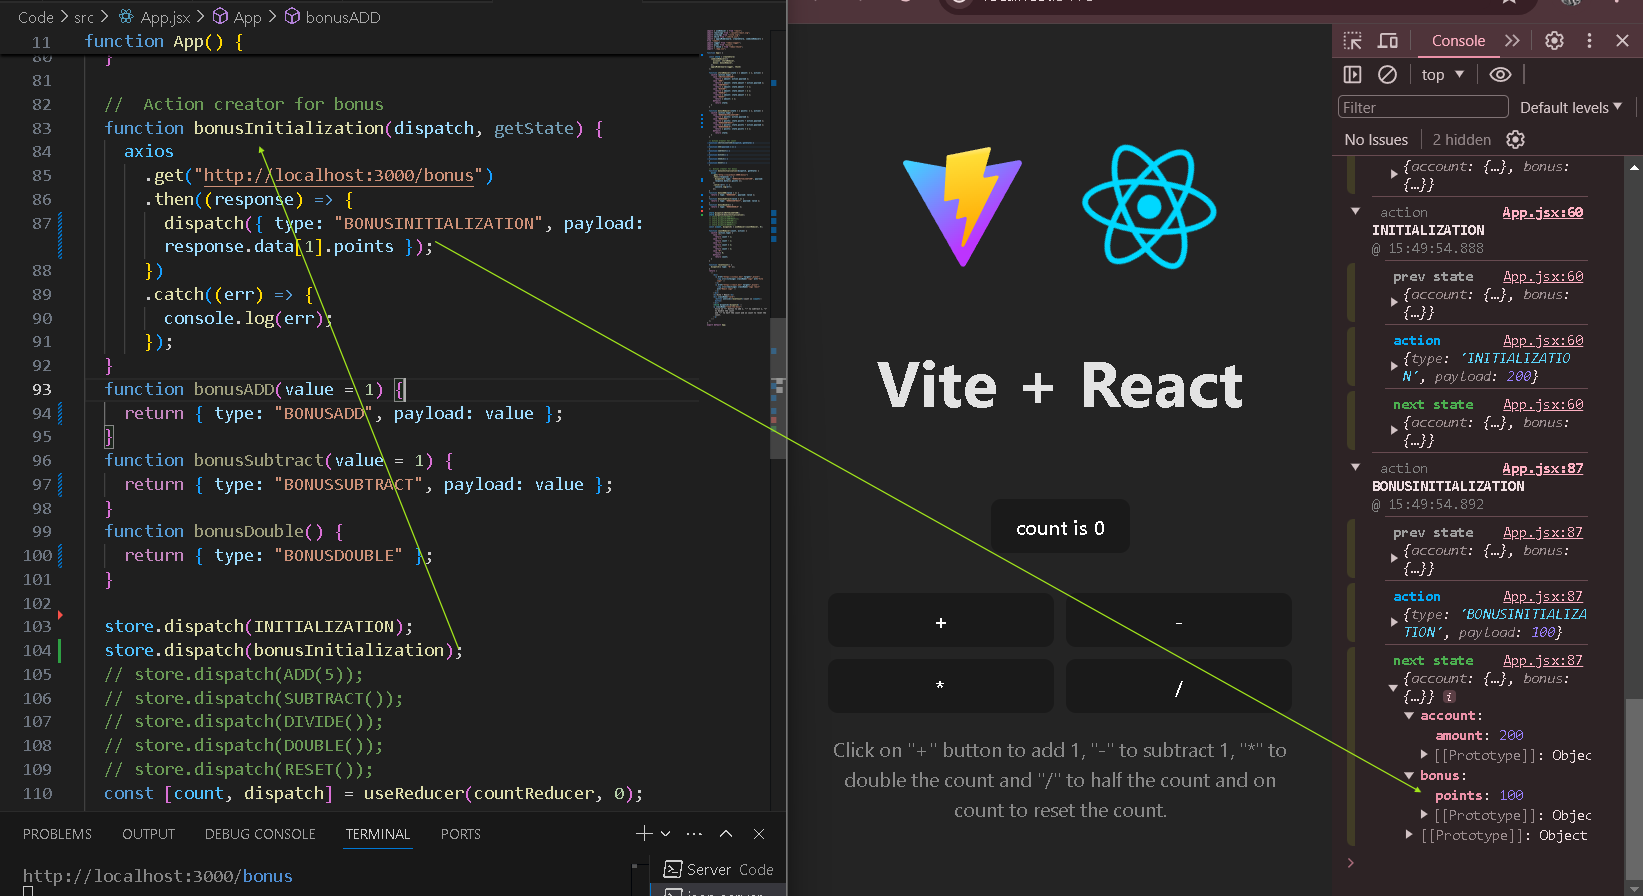 Code > src > App.jsx > App > bonusADD
11 function App() {
80 }
81
82 // Action creator for bonus
83 function bonusInitialization(dispatch, getState) {
84 axios
85 .get("http://localhost:3000/bonus")
86 .then((response) => {
87 dispatch({ type: "BONUSINITIALIZATION", payload:
response.data[1].points });
88 })
89 .catch((err) => {
90 console.log(err);
91 });
92 }
93 function bonusADD(value = 1) {
94 return { type: "BONUSADD", payload: value };
95 }
96 function bonusSubtract(value = 1) {
97 return { type: "BONUSSUBTRACT", payload: value };
98 }
99 function bonusDouble() {
100 return { type: "BONUSDOUBLE" };
101 }
102
103 store.dispatch(INITIALIZATION);
104 store.dispatch(bonusInitialization);
105 // store.dispatch(ADD(5));
106 // store.dispatch(SUBTRACT());
107 // store.dispatch(DIVIDE());
108 // store.dispatch(DOUBLE());
109 // store.dispatch(RESET());
110 const [count, dispatch] = useReducer(countReducer, 0);
PROBLEMS OUTPUT DEBUG CONSOLE TERMINAL PORTS
http://localhost:3000/bonus
Server Code
Vite + React
count is 0
+ -
* /
Click on "+" button to add 1, "-" to subtract 1, "*" to
double the count and "/" to half the count and on
count to reset the count.
Console
top
Filter Default levels
No Issues 2 hidden
{account: {…}, bonus:
{…}}
action App.jsx:60
INITIALIZATION
@ 15:49:54.888
prev state App.jsx:60
{account: {…}, bonus:
{…}}
action App.jsx:60
{type: 'INITIALIZATIO
N', payload: 200}
next state App.jsx:60
{account: {…}, bonus:
{…}}
action App.jsx:87
BONUSINITIALIZATION
@ 15:49:54.892
prev state App.jsx:87
{account: {…}, bonus:
{…}}
action App.jsx:87
{type: 'BONUSINITIALIZA
TION', payload: 100}
next state App.jsx:87
{account: {…}, bonus:
{…}} i
account:
amount: 200
[[Prototype]]: Objec
bonus:
points: 100
[[Prototype]]: Objec
[[Prototype]]: Object